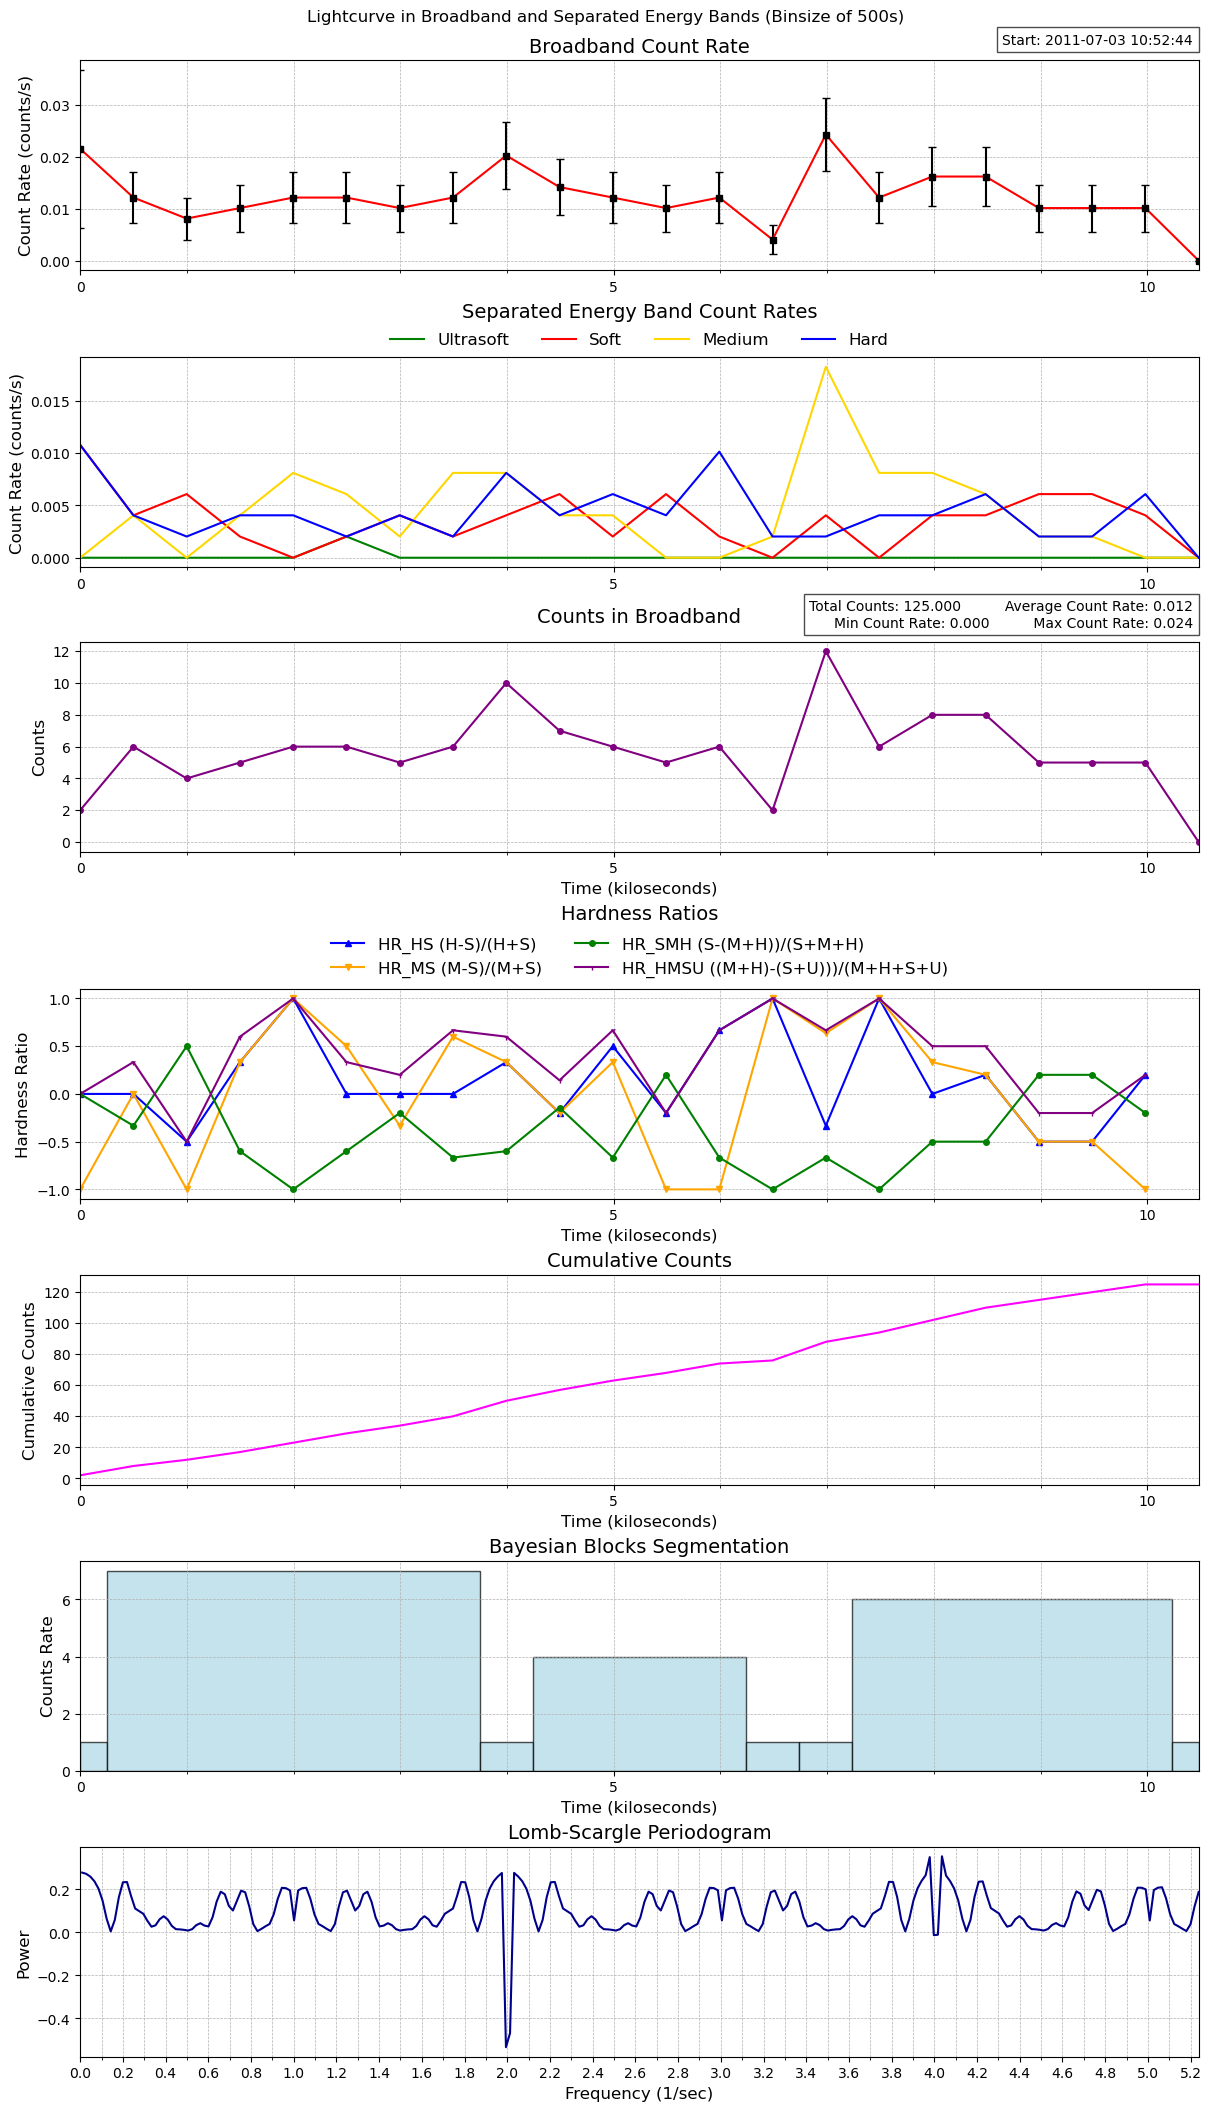 Lightcurve in Broadband and Separated Energy Bands (Binsize of 500s)
Start: 2011-07-03 10:52:44
Broadband Count Rate
Count Rate (counts/s)
0.03
0.02
0.01
0.00
0 5 10
Separated Energy Band Count Rates
Ultrasoft Soft Medium Hard
Count Rate (counts/s)
0.015
0.010
0.005
0.000
0 5 10
Counts in Broadband
Total Counts: 125.000 Average Count Rate: 0.012
Min Count Rate: 0.000 Max Count Rate: 0.024
Counts
12
10
8
6
4
2
0
0 5 10
Time (kiloseconds)
Hardness Ratios
HR_HS (H-S)/(H+S) HR_SMH (S-(M+H))/(S+M+H)
HR_MS (M-S)/(M+S) HR_HMSU ((M+H)-(S+U)))/(M+H+S+U)
Hardness Ratio
1.0
0.5
0.0
−0.5
−1.0
0 5 10
Time (kiloseconds)
Cumulative Counts
Cumulative Counts
120
100
80
60
40
20
0
0 5 10
Time (kiloseconds)
Bayesian Blocks Segmentation
Counts Rate
6
4
2
0
0 5 10
Time (kiloseconds)
Lomb-Scargle Periodogram
Power
0.2
0.0
−0.2
−0.4
0.0 0.2 0.4 0.6 0.8 1.0 1.2 1.4 1.6 1.8 2.0 2.2 2.4 2.6 2.8 3.0 3.2 3.4 3.6 3.8 4.0 4.2 4.4 4.6 4.8 5.0 5.2
Frequency (1/sec)